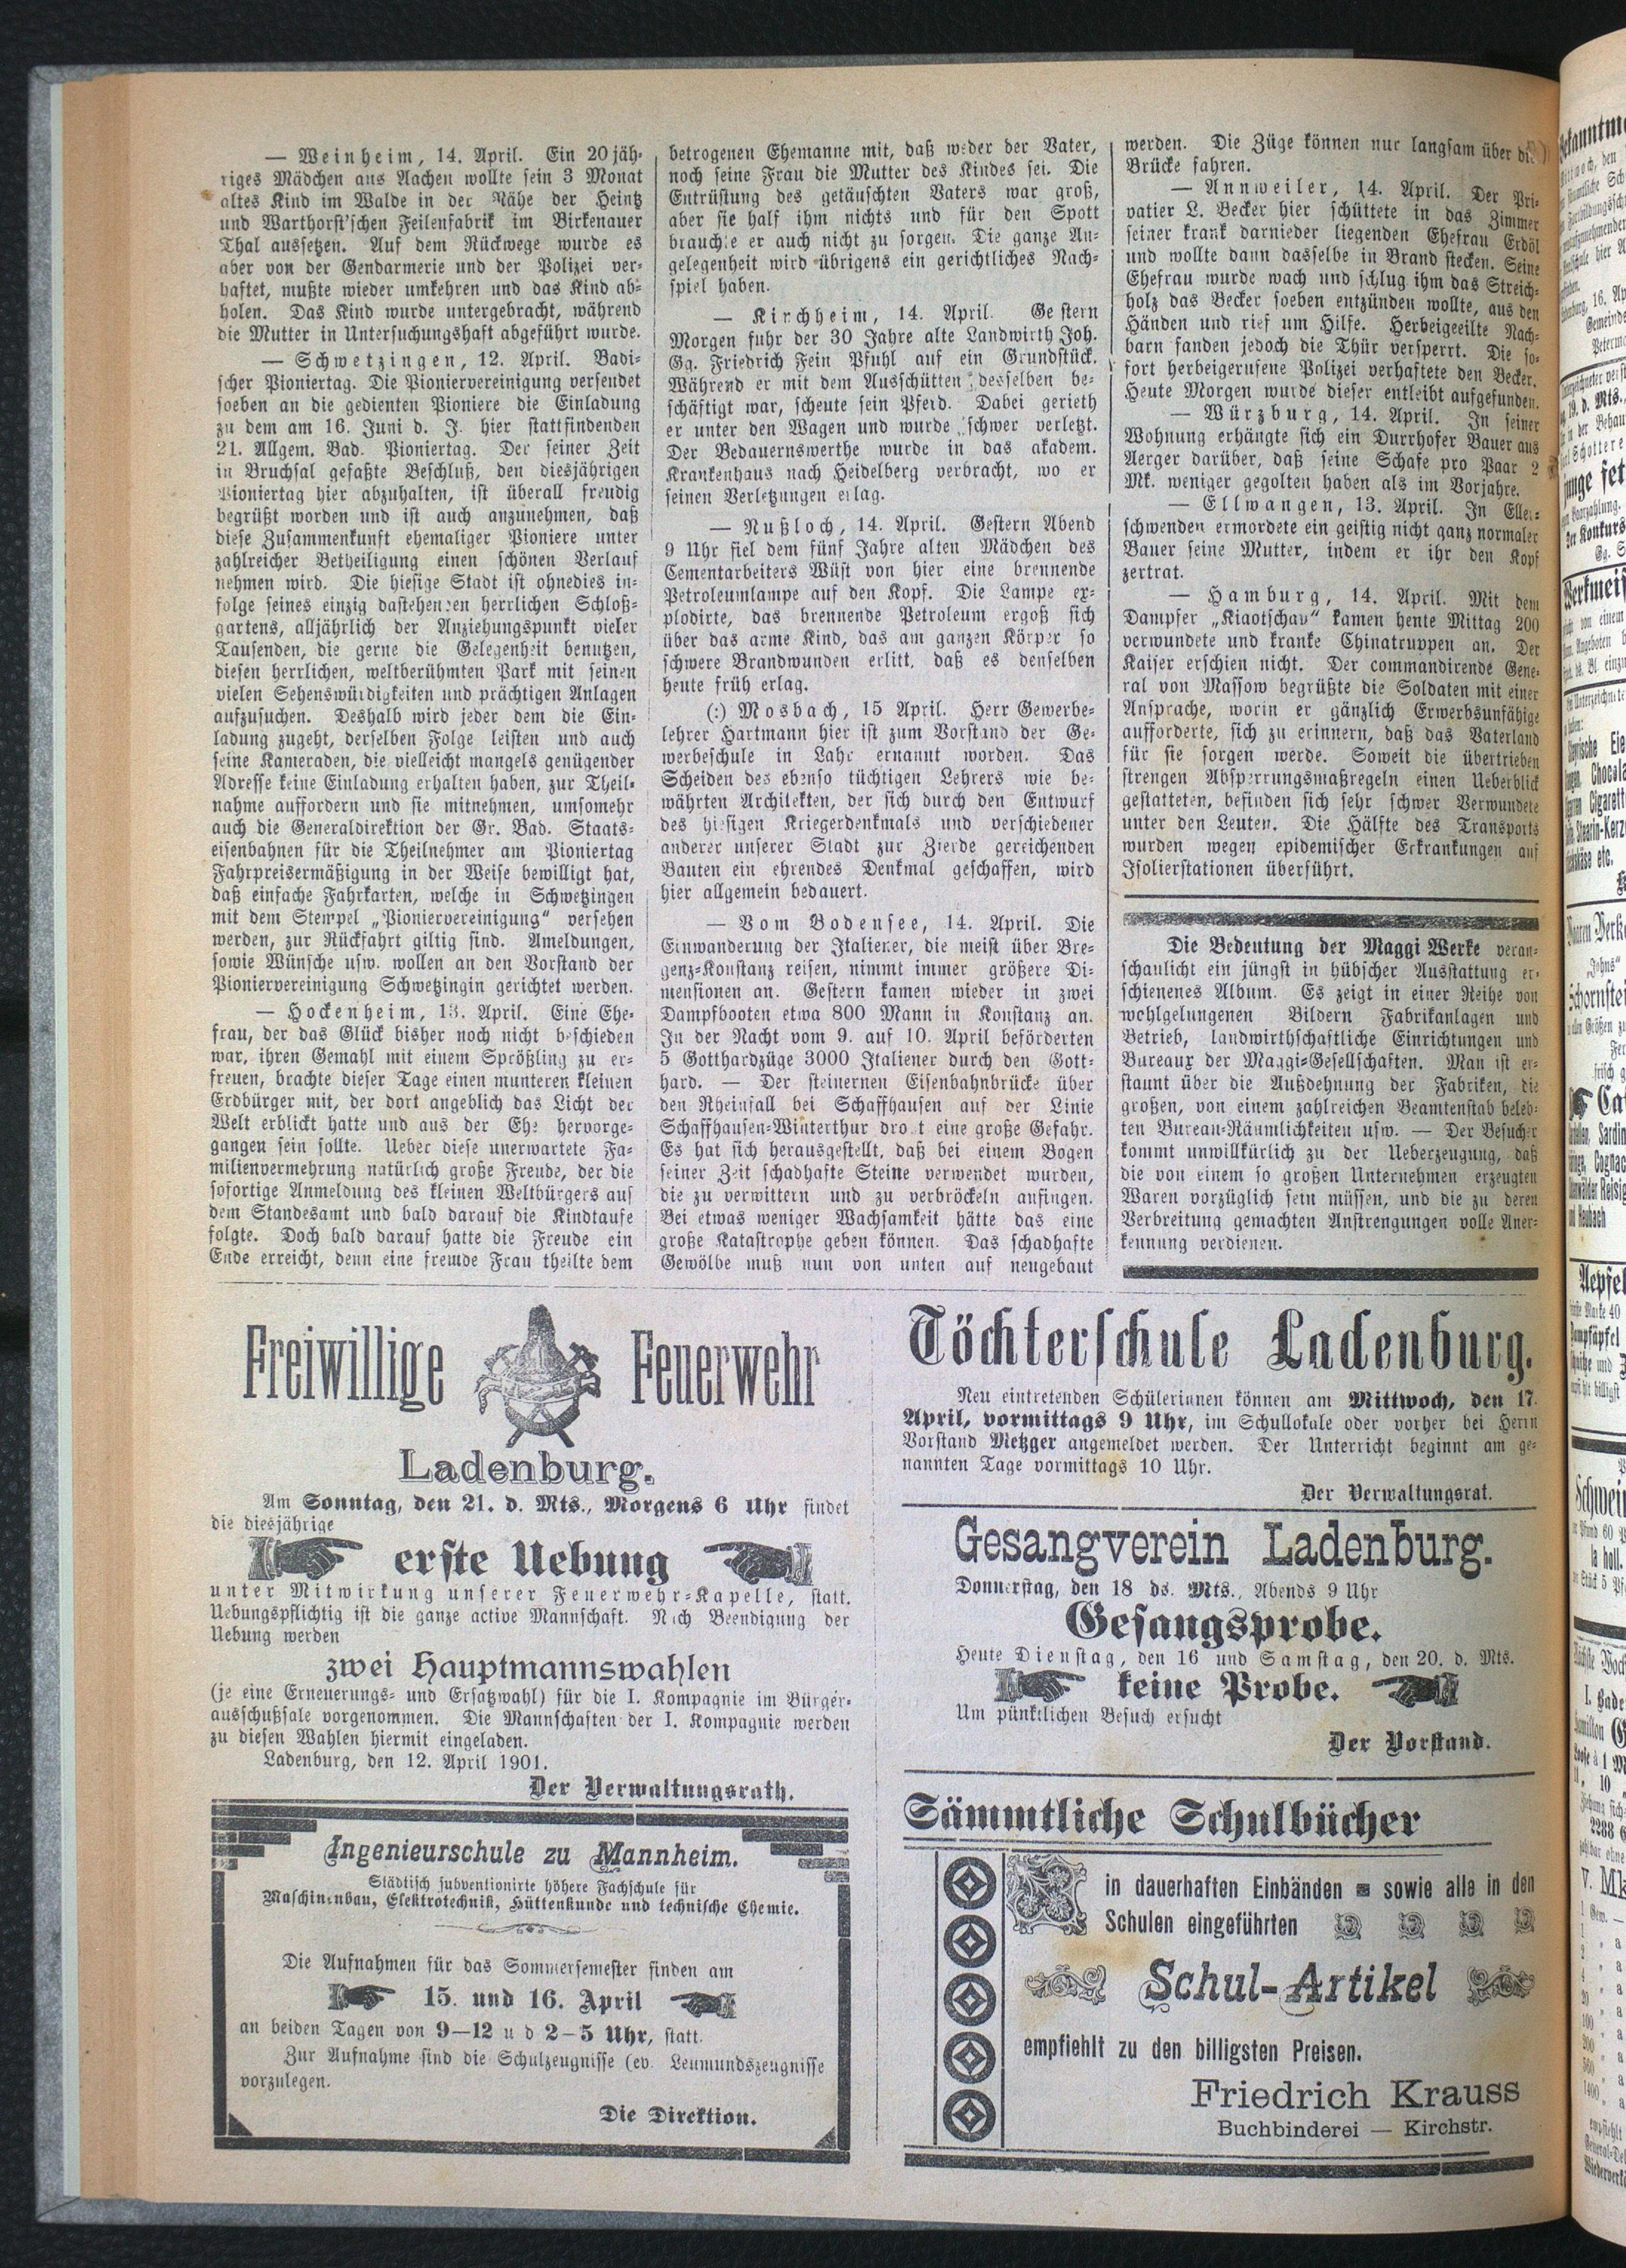 — Weinheim, 14. April. Ein 20jäh-
riges Mädchen aus Aachen wollte sein 3 Monat
altes Kind im Walde in der Nähe der Heintz
und Warthorst'schen Feilenfabrik im Birkenauer
Thal aussetzen. Auf dem Rückwege wurde es
aber von der Gendarmerie und der Polizei ver-
haftet, mußte wieder umkehren und das Kind ab-
holen. Das Kind wurde untergebracht, während
die Mutter in Untersuchungshaft abgeführt wurde.
— Schwetzingen, 12. April. Badi-
scher Pioniertag. Die Pioniervereinigung versendet
soeben an die gedienten Pioniere die Einladung
zu dem am 16. Juni d. J. hier stattfindenden
21. Allgem. Bad. Pioniertag. Der seiner Zeit
in Bruchsal gefaßte Beschluß, den diesjährigen
Pioniertag hier abzuhalten, ist überall freudig
begrüßt worden und ist auch anzunehmen, daß
diese Zusammenkunft ehemaliger Pioniere unter
zahlreicher Betheiligung einen schönen Verlauf
nehmen wird. Die hiesige Stadt ist ohnedies in-
folge seines einzig dastehenden herrlichen Schloß-
gartens, alljährlich der Anziehungspunkt vieler
Tausenden, die gerne die Gelegenheit benutzen,
diesen herrlichen, weltberühmten Park mit seinen
vielen Sehenswürdigkeiten und prächtigen Anlagen
aufzusuchen. Deshalb wird jeder dem die Ein-
ladung zugeht, derselben Folge leisten und auch
seine Kameraden, die vielleicht mangels genügender
Adresse keine Einladung erhalten haben, zur Theil-
nahme auffordern und sie mitnehmen, umsomehr
auch die Generaldirektion der Gr. Bad. Staats-
eisenbahnen für die Theilnehmer am Pioniertag
Fahrpreisermäßigung in der Weise bewilligt hat,
daß einfache Fahrkarten, welche in Schwetzingen
mit dem Stempel „Pioniervereinigung“ versehen
werden, zur Rückfahrt giltig sind. Ameldungen,
sowie Wünsche usw. wollen an den Vorstand der
Pioniervereinigung Schwetzingin gerichtet werden.
— Hockenheim, 13. April. Eine Ehe-
frau, der das Glück bisher noch nicht beschieden
war, ihren Gemahl mit einem Sprößling zu er-
freuen, brachte dieser Tage einen munteren kleinen
Erdbürger mit, der dort angeblich das Licht der
Welt erblickt hatte und aus der Ehe hervorge-
gangen sein sollte. Ueber diese unerwartete Fa-
milienvermehrung natürlich große Freude, der die
sofortige Anmeldung des kleinen Weltbürgers auf
dem Standesamt und bald darauf die Kindtaufe
folgte. Doch bald darauf hatte die Freude ein
Ende erreicht, denn eine fremde Frau theilte dem
betrogenen Ehemanne mit, daß weder der Vater,
noch seine Frau die Mutter des Kindes sei. Die
Entrüstung des getäuschten Vaters war groß,
aber sie half ihm nichts und für den Spott
brauchte er auch nicht zu sorgen. Die ganze An-
gelegenheit wird übrigens ein gerichtliches Nach-
spiel haben.
— Kirchheim, 14. April. Gestern
Morgen fuhr der 30 Jahre alte Landwirth Joh.
Gg. Friedrich Fein Pfuhl auf ein Grundstück.
Während er mit dem Ausschütten desselben be-
schäftigt war, scheute sein Pferd. Dabei gerieth
er unter den Wagen und wurde schwer verletzt.
Der Bedauernswerthe wurde in das akadem.
Krankenhaus nach Heidelberg verbracht, wo er
seinen Verletzungen erlag.
— Nußloch, 14. April. Gestern Abend
9 Uhr fiel dem fünf Jahre alten Mädchen des
Cementarbeiters Wüst von hier eine brennende
Petroleumlampe auf den Kopf. Die Lampe ex-
plodirte, das brennende Petroleum ergoß sich
über das arme Kind, das am ganzen Körper so
schwere Brandwunden erlitt, daß es denselben
heute früh erlag.
(:) Mosbach, 15 April. Herr Gewerbe-
lehrer Hartmann hier ist zum Vorstand der Ge-
werbeschule in Lahr ernannt worden. Das
Scheiden des ebenso tüchtigen Lehrers wie be-
währten Architekten, der sich durch den Entwurf
des hiesigen Kriegerdenkmals und verschiedener
anderer unserer Stadt zur Zierde gereichenden
Bauten ein ehrendes Denkmal geschaffen, wird
hier allgemein bedauert.
— Vom Bodensee, 14. April. Die
Einwanderung der Italiener, die meist über Bre-
genz-Konstanz reisen, nimmt immer größere Di-
mensionen an. Gestern kamen wieder in zwei
Dampfbooten etwa 800 Mann in Konstanz an.
In der Nacht vom 9. auf 10. April beförderten
5 Gotthardzüge 3000 Italiener durch den Gott-
hard. — Der steinernen Eisenbahnbrücke über
den Rheinfall bei Schaffhausen auf der Linie
Schaffhausen-Winterthur droht eine große Gefahr.
Es hat sich herausgestellt, daß bei einem Bogen
seiner Zeit schadhafte Steine verwendet wurden,
die zu verwittern und zu verbröckeln anfingen.
Bei etwas weniger Wachsamkeit hätte das eine
große Katastrophe geben können. Das schadhafte
Gewölbe muß nun von unten auf neugebaut
werden. Die Züge können nur langsam über die
Brücke fahren.
— Annweiler, 14. April. Der Pri-
vatier L. Becker hier schüttete in das Zimmer
seiner krank darnieder liegenden Ehefrau Erdöl
und wollte dann dasselbe in Brand stecken. Seine
Ehefrau wurde wach und schlug ihm das Streich-
holz das Becker soeben entzünden wollte, aus den
Händen und rief um Hilfe. Herbeigeeilte Nach-
barn fanden jedoch die Thür versperrt. Die so-
fort herbeigerufene Polizei verhaftete den Becker.
Heute Morgen wurde dieser entleibt aufgefunden.
— Würzburg, 14. April. In seiner
Wohnung erhängte sich ein Durrhofer Bauer aus
Aerger darüber, daß seine Schafe pro Paar 2
Mk. weniger gegolten haben als im Vorjahre.
— Ellwangen, 13. April. In Ellen-
schwenden ermordete ein geistig nicht ganz normaler
Bauer seine Mutter, indem er ihr den Kopf
zertrat.
— Hamburg, 14. April. Mit dem
Dampfer „Kiaotschau“ kamen heute Mittag 200
verwundete und kranke Chinatruppen an. Der
Kaiser erschien nicht. Der commandirende Gene-
ral von Massow begrüßte die Soldaten mit einer
Ansprache, worin er gänzlich Erwerbsunfähige
aufforderte, sich zu erinnern, daß das Vaterland
für sie sorgen werde. Soweit die übertrieben
strengen Absperrungsmaßregeln einen Ueberblick
gestatteten, befinden sich sehr schwer Verwundete
unter den Leuten. Die Hälfte des Transports
wurden wegen epidemischer Erkrankungen auf
Isolierstationen überführt.
Die Bedeutung der Maggi Werke veran-
schaulicht ein jüngst in hübscher Ausstattung er-
schienenes Album. Es zeigt in einer Reihe von
wohlgelungenen Bildern Fabrikanlagen und
Betrieb, landwirthschaftliche Einrichtungen und
Bureaux der Maggi-Gesellschaften. Man ist er-
staunt über die Außdehnung der Fabriken, die
großen, von einem zahlreichen Beamtenstab beleb-
ten Bureau-Räumlichkeiten usw. — Der Besucher
kommt unwillkürlich zu der Ueberzeugung, daß
die von einem so großen Unternehmen erzeugten
Waren vorzüglich sein müssen, und die zu deren
Verbreitung gemachten Anstrengungen volle Aner-
kennung verdienen.
Freiwillige Feuerwehr
Ladenburg.
Am Sonntag, den 21. d. Mts., Morgens 6 Uhr findet
die diesjährige
erste Uebung
unter Mitwirkung unserer Feuerwehr-Kapelle, statt.
Uebungspflichtig ist die ganze active Mannschaft. Nach Beendigung der
Uebung werden
zwei Hauptmannswahlen
(je eine Erneuerungs- und Ersatzwahl) für die I. Kompagnie im Bürger-
ausschußsale vorgenommen. Die Mannschaften der I. Kompagnie werden
zu diesen Wahlen hiermit eingeladen.
Ladenburg, den 12. April 1901.
Der Verwaltungsrath.
Ingenieurschule zu Mannheim.
Städtisch subventionirte höhere Fachschule für
Maschinenbau, Elektrotechnik, Hüttenkunde und technische Chemie.
Die Aufnahmen für das Sommersemester finden am
15. und 16. April
an beiden Tagen von 9—12 und 2—5 Uhr, statt.
Zur Aufnahme sind die Schulzeugnisse (ev. Leumundszeugnisse
vorzulegen.
Die Direktion.
Töchterschule Ladenburg.
Neu eintretenden Schülerinnen können am Mittwoch, den 17.
April, vormittags 9 Uhr, im Schullokale oder vorher bei Herrn
Vorstand Metzger angemeldet werden. Der Unterricht beginnt am ge-
nannten Tage vormittags 10 Uhr.
Der Verwaltungsrat.
Gesangverein Ladenburg.
Donnerstag, den 18 ds. Mts., Abends 9 Uhr
Gesangsprobe.
Heute Dienstag, den 16 und Samstag, den 20. d. Mts.
keine Probe.
Um pünktlichen Besuch ersucht
Der Vorstand.
Sämmtliche Schulbücher
in dauerhaften Einbänden sowie alle in den
Schulen eingeführten
Schul-Artikel
empfiehlt zu den billigsten Preisen.
Friedrich Krauss
Buchbinderei — Kirchstr.